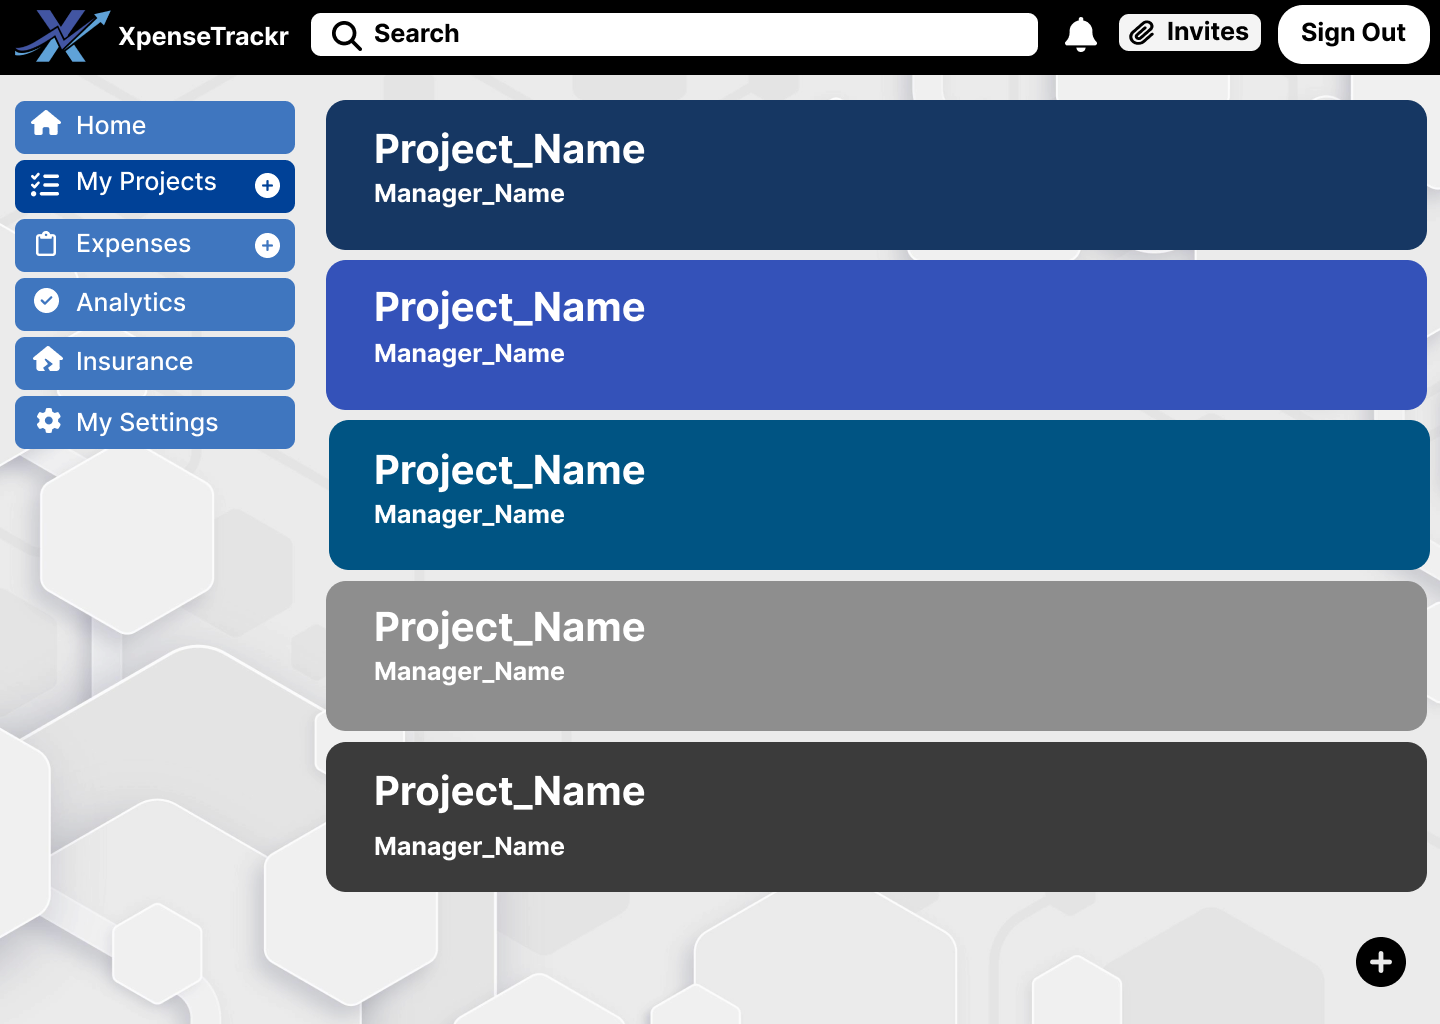 XpenseTrackr
Search
Invites
Sign Out
Home
My Projects
Expenses
Analytics
Insurance
My Settings
Project_Name
Manager_Name
Project_Name
Manager_Name
Project_Name
Manager_Name
Project_Name
Manager_Name
Project_Name
Manager_Name